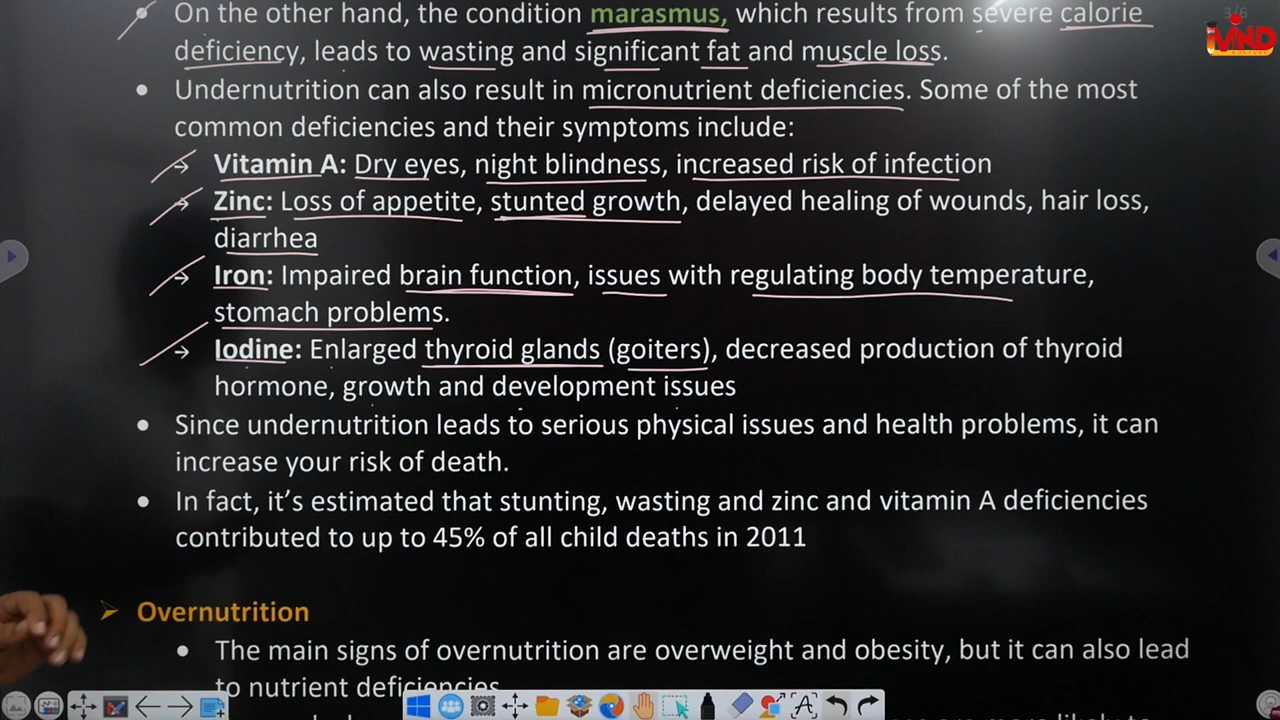 • On the other hand, the condition marasmus, which results from severe calorie
deficiency, leads to wasting and significant fat and muscle loss.
• Undernutrition can also result in micronutrient deficiencies. Some of the most
common deficiencies and their symptoms include:
→ Vitamin A: Dry eyes, night blindness, increased risk of infection
→ Zinc: Loss of appetite, stunted growth, delayed healing of wounds, hair loss,
diarrhea
→ Iron: Impaired brain function, issues with regulating body temperature,
stomach problems.
→ Iodine: Enlarged thyroid glands (goiters), decreased production of thyroid
hormone, growth and development issues
• Since undernutrition leads to serious physical issues and health problems, it can
increase your risk of death.
• In fact, it’s estimated that stunting, wasting and zinc and vitamin A deficiencies
contributed to up to 45% of all child deaths in 2011
➢ Overnutrition
• The main signs of overnutrition are overweight and obesity, but it can also lead
to nutrient deficiencies
3/6